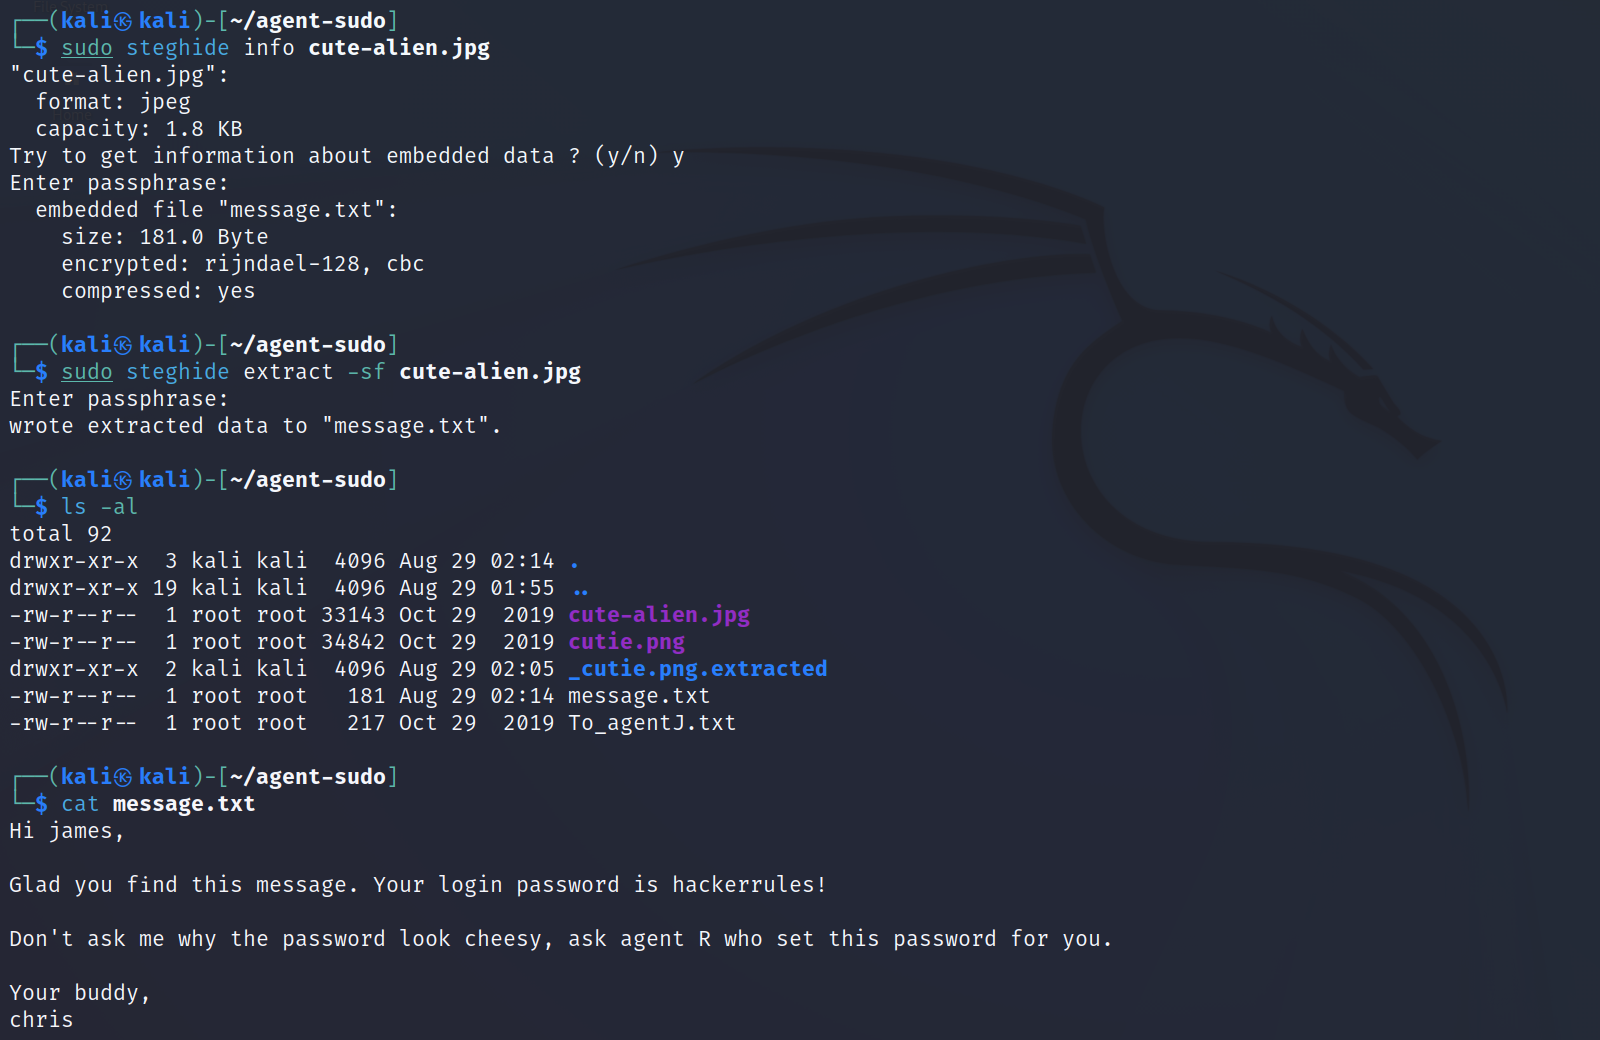 ┌──(kali㉿kali)-[~/agent-sudo]
└─$ sudo steghide info cute-alien.jpg
"cute-alien.jpg":
  format: jpeg
  capacity: 1.8 KB
Try to get information about embedded data ? (y/n) y
Enter passphrase:
  embedded file "message.txt":
    size: 181.0 Byte
    encrypted: rijndael-128, cbc
    compressed: yes

┌──(kali㉿kali)-[~/agent-sudo]
└─$ sudo steghide extract -sf cute-alien.jpg
Enter passphrase:
wrote extracted data to "message.txt".

┌──(kali㉿kali)-[~/agent-sudo]
└─$ ls -al
total 92
drwxr-xr-x  3 kali kali  4096 Aug 29 02:14 .
drwxr-xr-x 19 kali kali  4096 Aug 29 01:55 ..
-rw-r--r--  1 root root 33143 Oct 29  2019 cute-alien.jpg
-rw-r--r--  1 root root 34842 Oct 29  2019 cutie.png
drwxr-xr-x  2 kali kali  4096 Aug 29 02:05 _cutie.png.extracted
-rw-r--r--  1 root root   181 Aug 29 02:14 message.txt
-rw-r--r--  1 root root   217 Oct 29  2019 To_agentJ.txt

┌──(kali㉿kali)-[~/agent-sudo]
└─$ cat message.txt
Hi james,

Glad you find this message. Your login password is hackerrules!

Don't ask me why the password look cheesy, ask agent R who set this password for you.

Your buddy,
chris